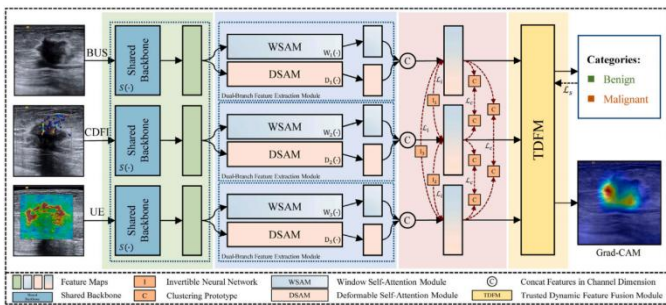 BUS
Shared Backbone
S(·)
WSAM
W₁(·)
DSAM
D₁(·)
Dual-Branch Feature Extraction Module
C
CDFI
Shared Backbone
S(·)
WSAM
W₂(·)
DSAM
D₂(·)
Dual-Branch Feature Extraction Module
C
UE
Shared Backbone
S(·)
WSAM
W₃(·)
DSAM
D₃(·)
Dual-Branch Feature Extraction Module
C
TDFM
Categories:
Benign
Malignant
Grad-CAM
Feature Maps
I Invertible Neural Network
WSAM Window Self-Attention Module
C Concat Features in Channel Dimension
Shared Backbone
C Clustering Prototype
DSAM Deformable Self-Attention Module
TDFM Trusted Dynamic Feature Fusion Module